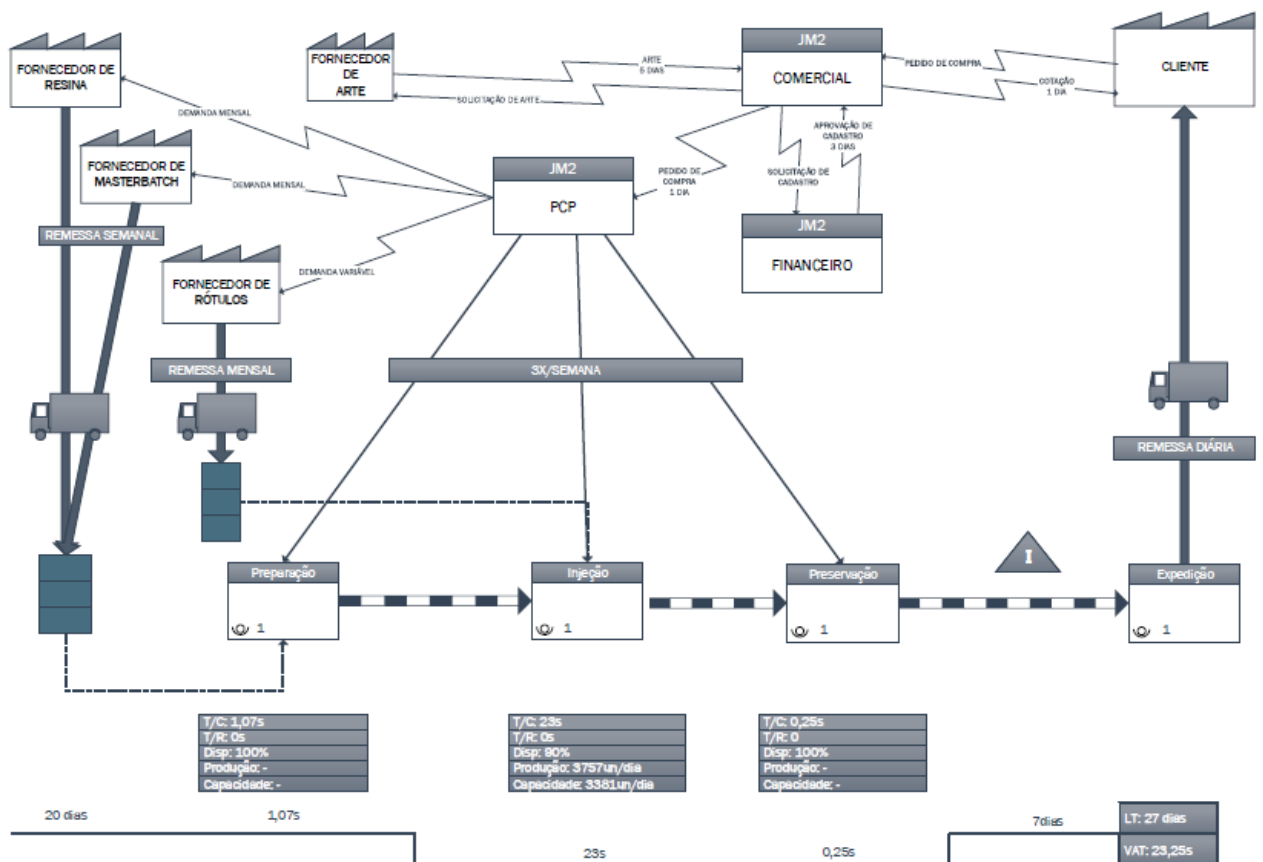 FORNECEDOR DE
RESINA
FORNECEDOR
DE
ARTE
ARTE
5 DIAS
SOLICITAÇÃO DE ARTE
JM2
COMERCIAL
PEDIDO DE COMPRA
COTAÇÃO
1 DIA
CLIENTE
DEMANDA MENSAL
FORNECEDOR DE
MASTERBATCH
DEMANDA MENSAL
JM2
PCP
PEDIDO DE
COMPRA
1 DIA
SOLICITAÇÃO DE
CADASTRO
APROVAÇÃO DE
CADASTRO
3 DIAS
JM2
FINANCEIRO
REMESSA SEMANAL
FORNECEDOR DE
RÓTULOS
DEMANDA VARIÁVEL
REMESSA MENSAL
3X/SEMANA
REMESSA DIÁRIA
Preparação
1
Injeção
1
Preservação
1
I
Expedição
1
T/C: 1,07s
T/R: 0s
Disp: 100%
Produção: -
Capacidade: -
T/C: 23s
T/R: 0s
Disp: 90%
Produção: 3757un/dia
Capacidade: 3381un/dia
T/C: 0,25s
T/R: 0
Disp: 100%
Produção: -
Capacidade: -
20 dias
1,07s
23s
0,25s
7dias
LT: 27 dias
VAT: 23,25s